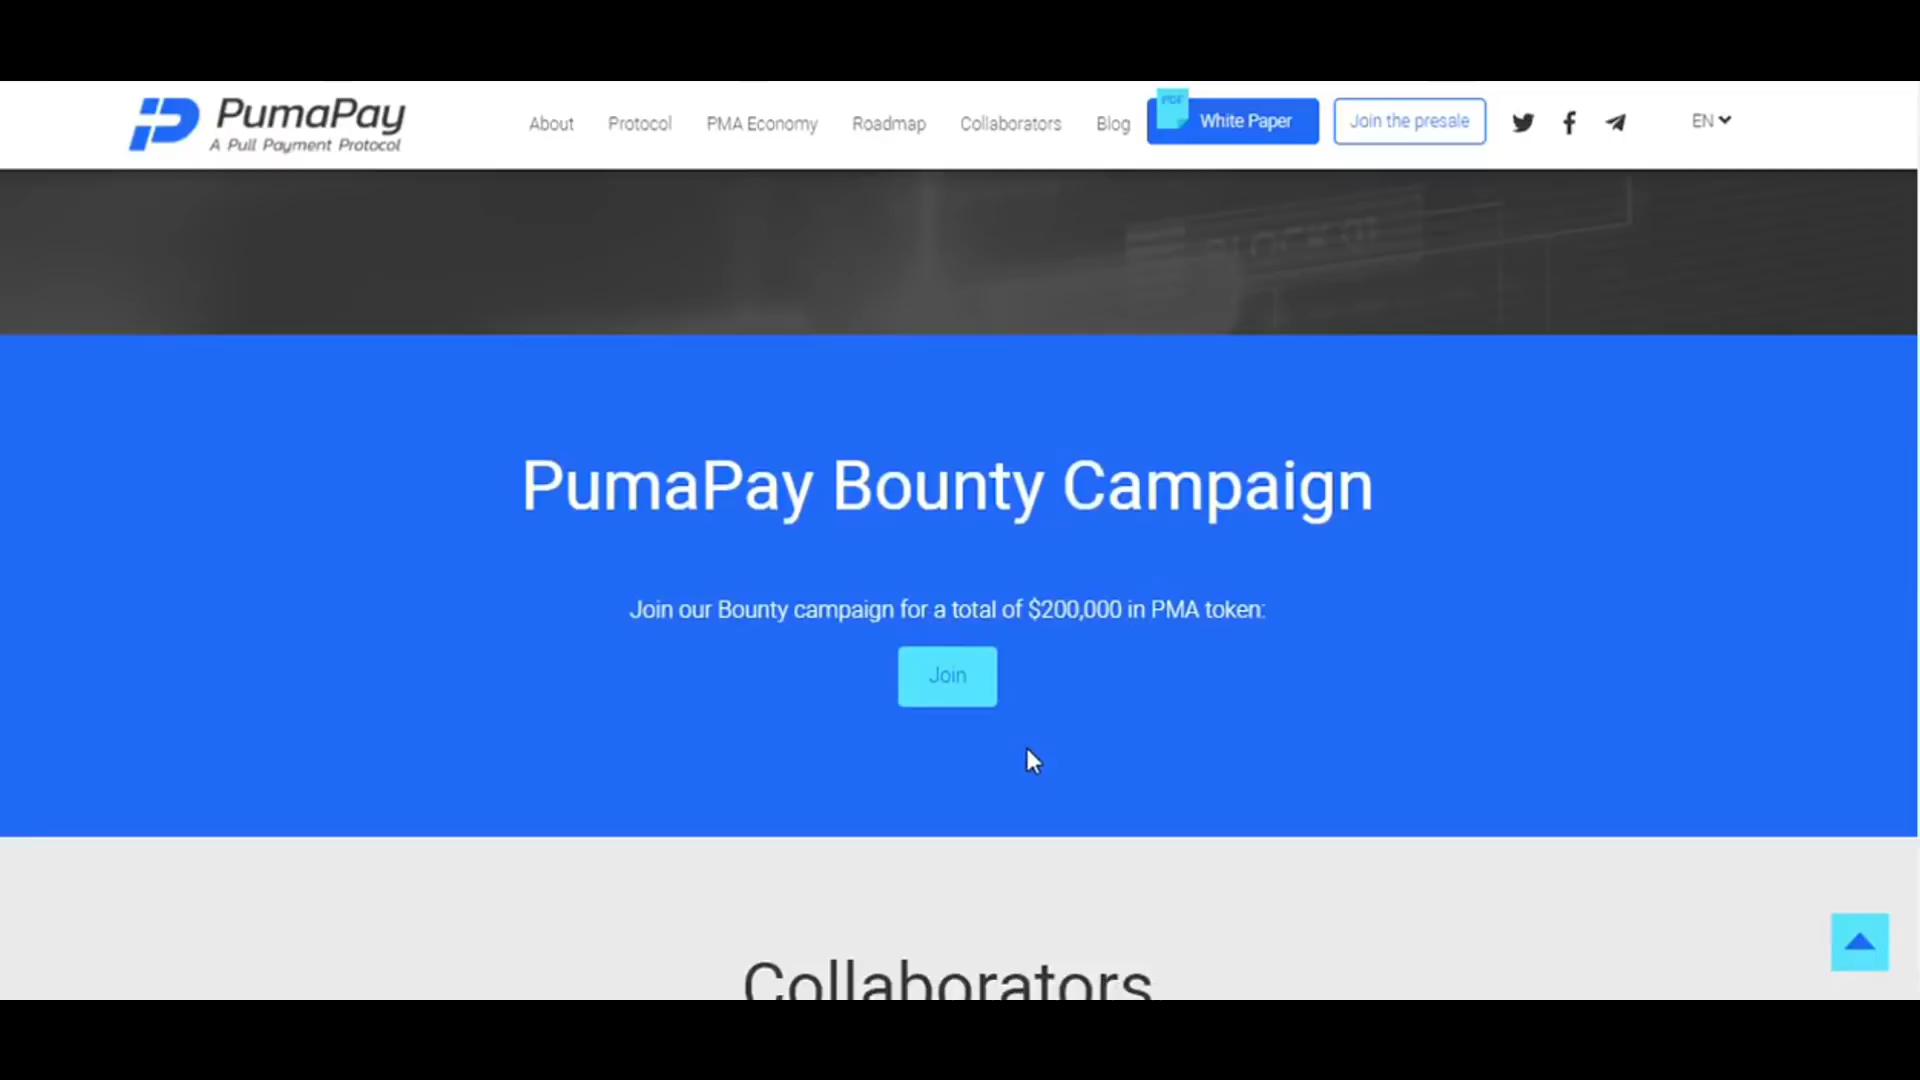 PumaPay
A Pull Payment Protocol
About
Protocol
PMA Economy
Roadmap
Collaborators
Blog
PDF
White Paper
Join the presale
EN
PumaPay Bounty Campaign
Join our Bounty campaign for a total of $200,000 in PMA token:
Join
Collaborators